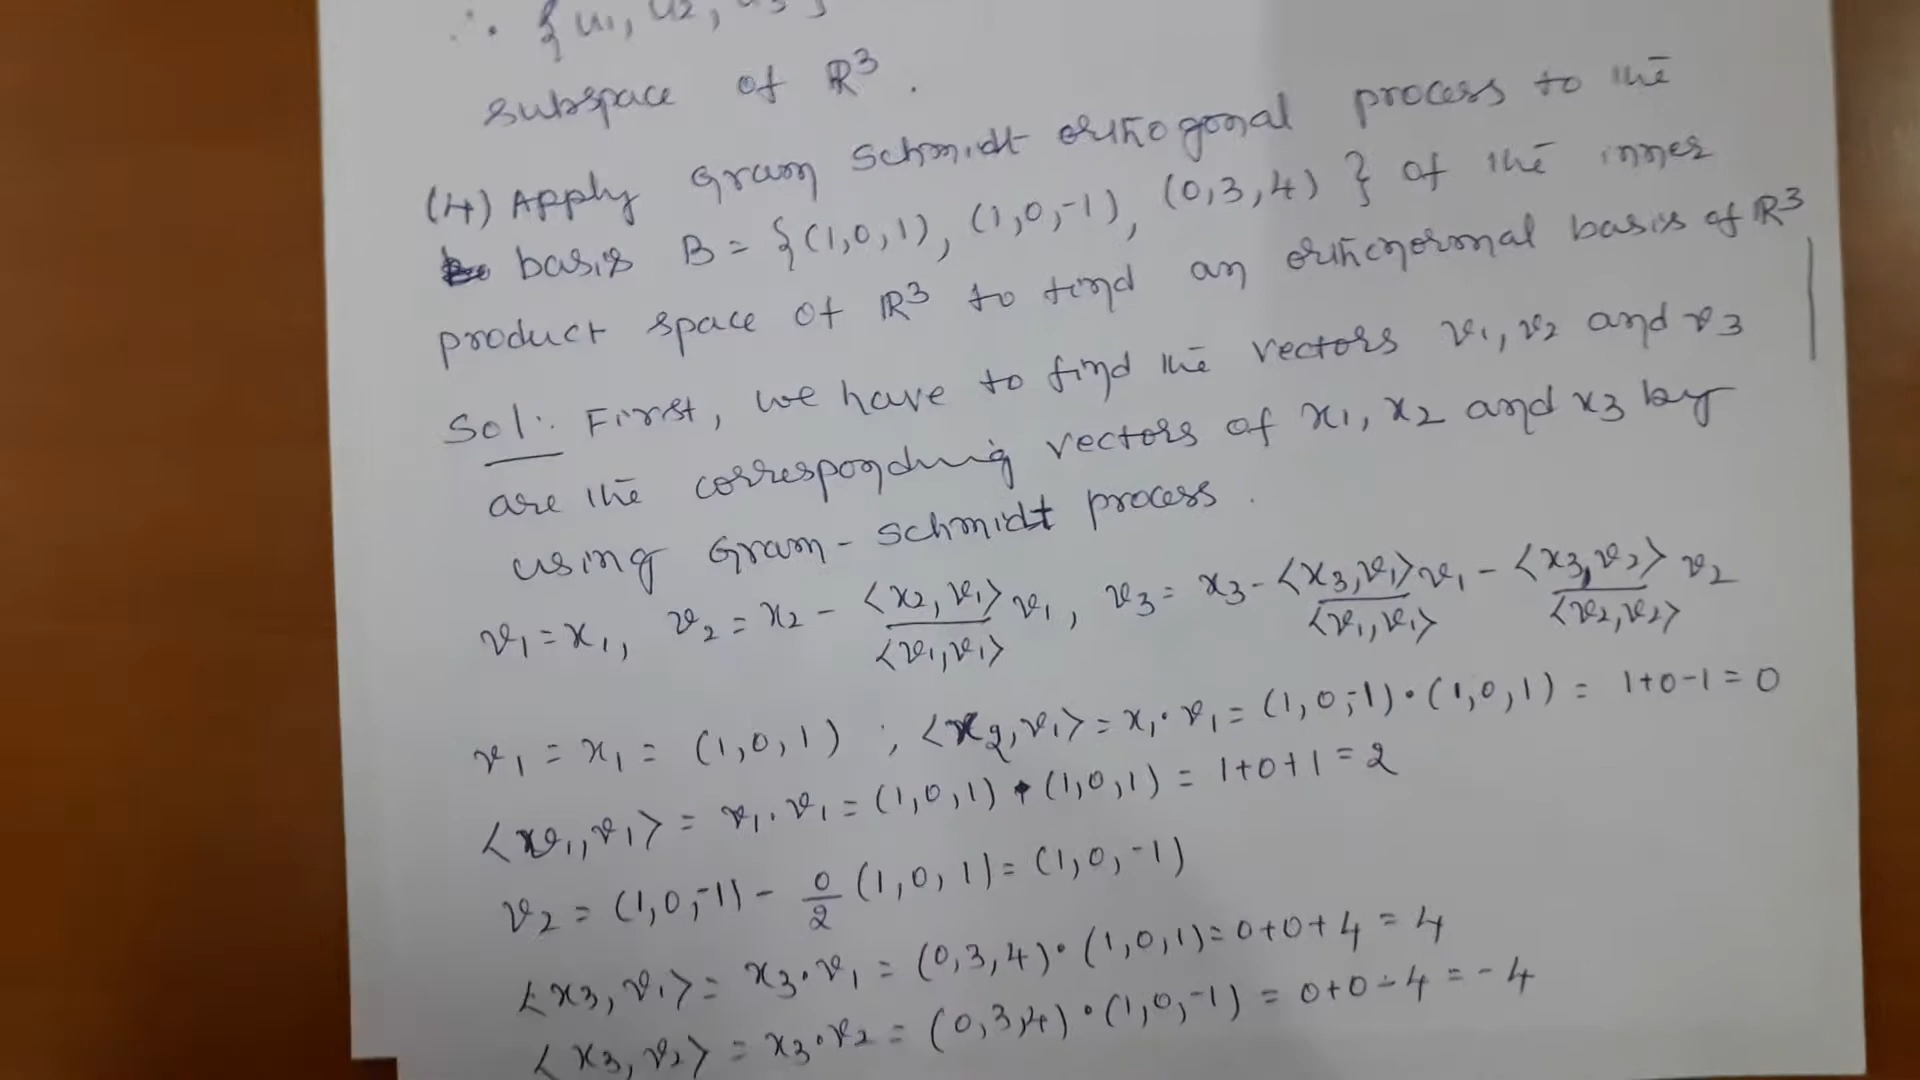 ∴ {u1, u2, u3}
subspace of ℝ³.
(4) Apply Gram Schmidt orthogonal process to the
basis B = {(1,0,1), (1,0,-1), (0,3,4)} of the inner
product space of ℝ³ to find an orthonormal basis of ℝ³
Sol: First, we have to find the vectors v1, v2 and v3
are the corresponding vectors of x1, x2 and x3 by
using Gram-Schmidt process.
v1 = x1, v2 = x2 - <x2, v1>/<v1, v1> v1, v3 = x3 - <x3, v1>/<v1, v1> v1 - <x3, v2>/<v2, v2> v2
v1 = x1 = (1,0,1) ; <x2, v1> = x1·v1 = (1,0,-1)·(1,0,1) = 1+0-1 = 0
<v1, v1> = v1·v1 = (1,0,1)·(1,0,1) = 1+0+1 = 2
v2 = (1,0,-1) - 0/2 (1,0,1) = (1,0,-1)
<x3, v1> = x3·v1 = (0,3,4)·(1,0,1) = 0+0+4 = 4
<x3, v2> = x3·v2 = (0,3,4)·(1,0,-1) = 0+0-4 = -4